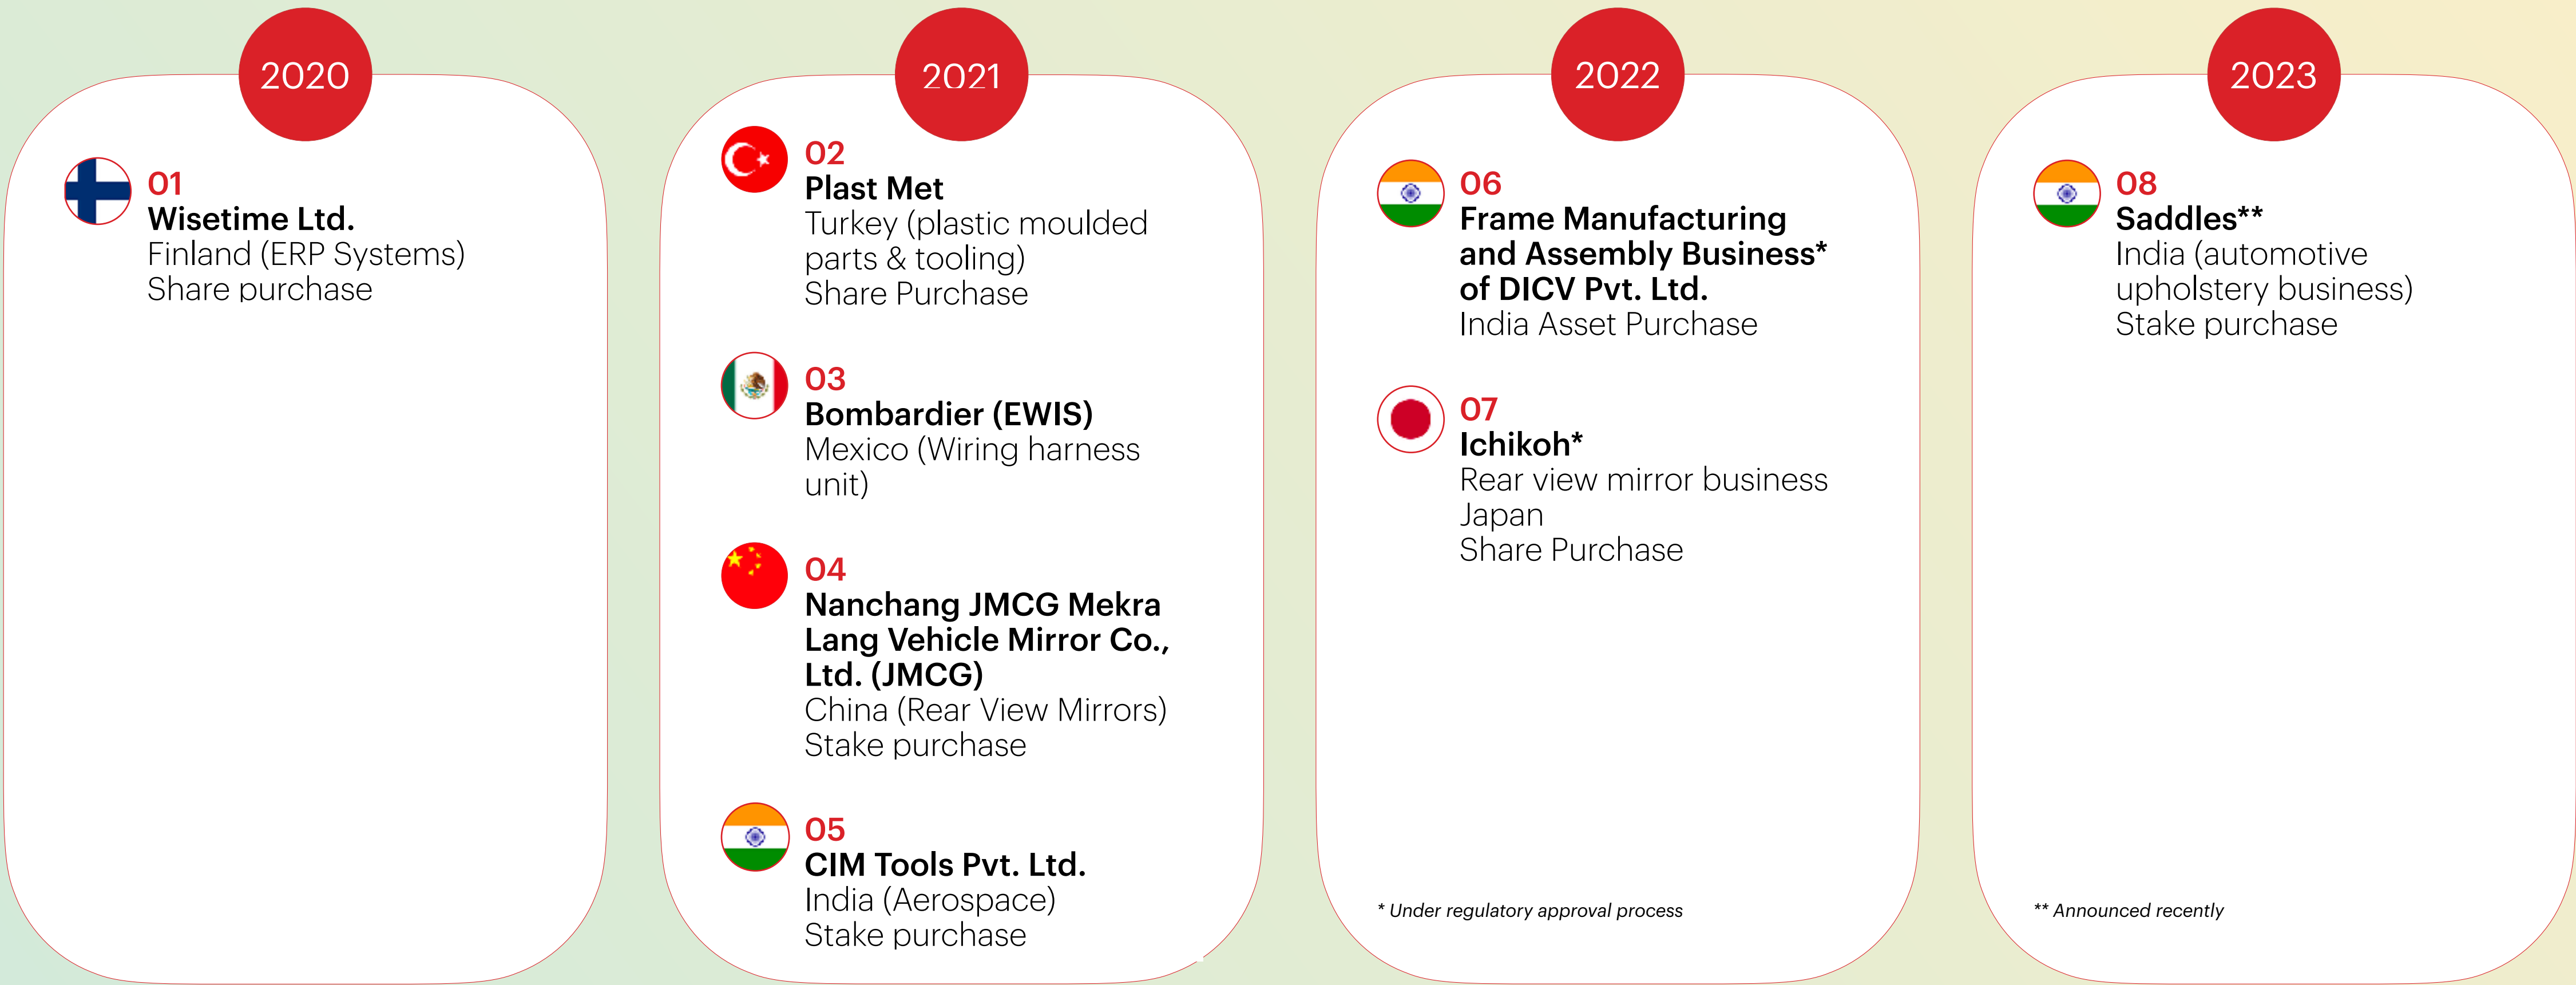 2020
01
Wisetime Ltd.
Finland (ERP Systems)
Share purchase
2021
02
Plast Met
Turkey (plastic moulded
parts & tooling)
Share Purchase
03
Bombardier (EWIS)
Mexico (Wiring harness
unit)
04
Nanchang JMCG Mekra
Lang Vehicle Mirror Co.,
Ltd. (JMCG)
China (Rear View Mirrors)
Stake purchase
05
CIM Tools Pvt. Ltd.
India (Aerospace)
Stake purchase
2022
06
Frame Manufacturing
and Assembly Business*
of DICV Pvt. Ltd.
India Asset Purchase
07
Ichikoh*
Rear view mirror business
Japan
Share Purchase
* Under regulatory approval process
2023
08
Saddles**
India (automotive
upholstery business)
Stake purchase
** Announced recently